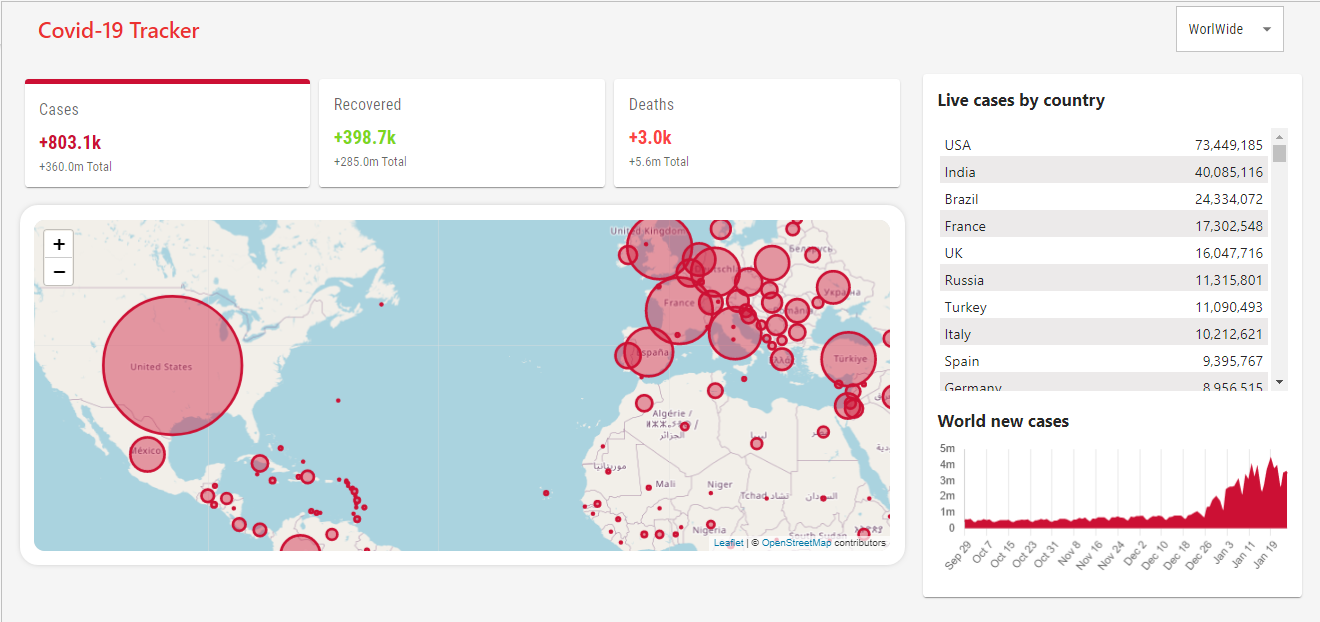 Covid-19 Tracker
WorlWide
Cases
+803.1k
+360.0m Total
Recovered
+398.7k
+285.0m Total
Deaths
+3.0k
+5.6m Total
+
−
United Kingdom
Беларусь
Україна
France
España
Türkiye
United States
México
Algérie /
الجزائر
ليبيا
مصر
موريتانيا
Mali
Niger
Tchad تشاد
السودان
Nigeria
South Sudan
Leaflet | © OpenStreetMap contributors
Live cases by country
USA 73,449,185
India 40,085,116
Brazil 24,334,072
France 17,302,548
UK 16,047,716
Russia 11,315,801
Turkey 11,090,493
Italy 10,212,621
Spain 9,395,767
Germany 8,956,515
World new cases
5m
4m
3m
2m
1m
0
Sep 29 Oct 7 Oct 15 Oct 23 Oct 31 Nov 8 Nov 16 Nov 24 Dec 2 Dec 10 Dec 18 Dec 26 Jan 3 Jan 11 Jan 19